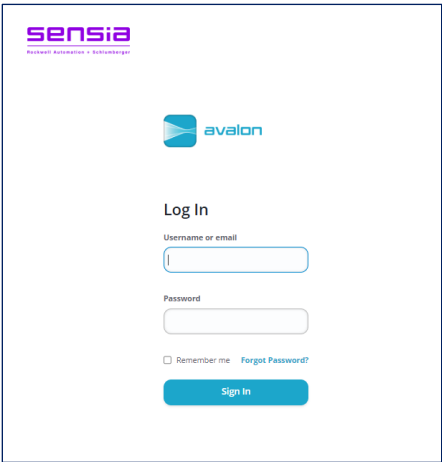 sensia
Rockwell Automation + Schlumberger
avalon
Log In
Username or email
Password
Remember me Forgot Password?
Sign In